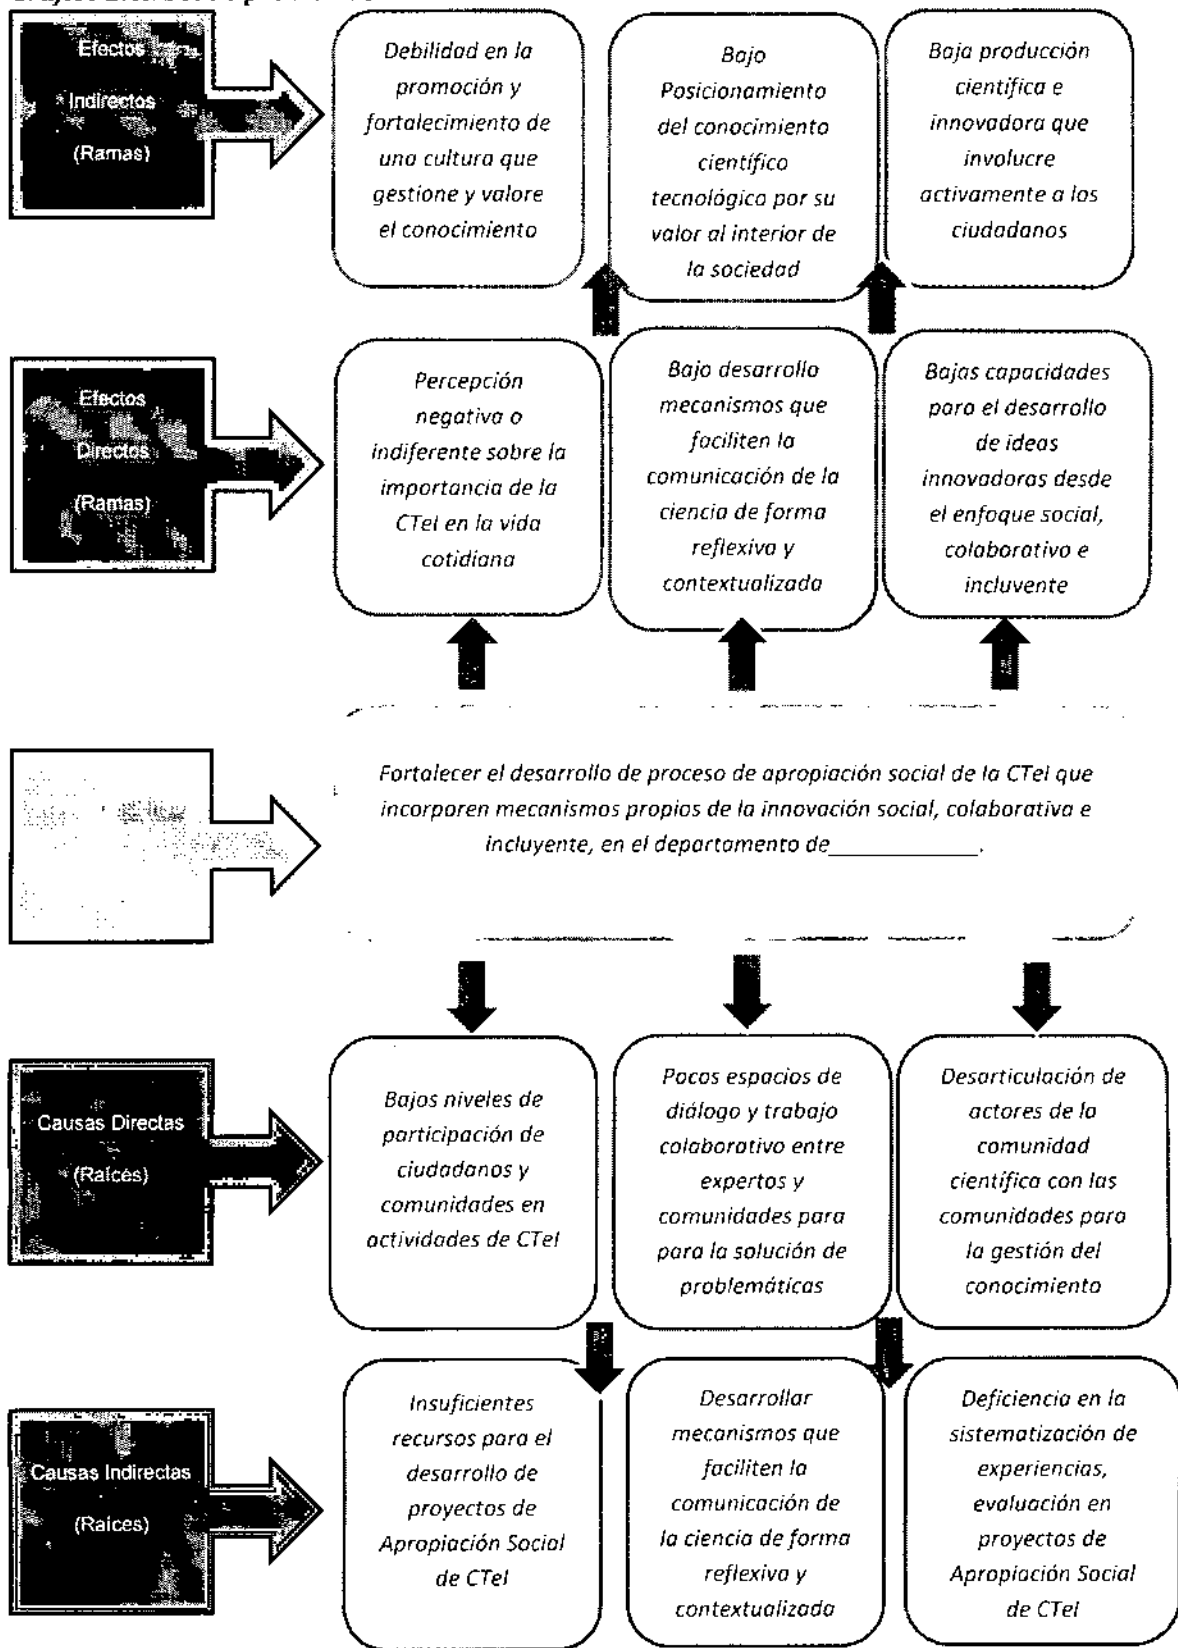 Efectos
Indirectos
(Ramas)
Debilidad en la
promoción y
fortalecimiento de
una cultura que
gestione y valore
el conocimiento
Bajo
Posicionamiento
del conocimiento
científico
tecnológico por su
valor al interior de
la sociedad
Baja producción
científica e
innovadora que
involucre
activamente a los
ciudadanos
Efectos
Directos
(Ramas)
Percepción
negativa o
indiferente sobre la
importancia de la
CTeI en la vida
cotidiana
Bajo desarrollo
mecanismos que
faciliten la
comunicación de la
ciencia de forma
reflexiva y
contextualizada
Bajas capacidades
para el desarrollo
de ideas
innovadoras desde
el enfoque social,
colaborativo e
incluyente
Fortalecer el desarrollo de proceso de apropiación social de la CTeI que
incorporen mecanismos propios de la innovación social, colaborativa e
incluyente, en el departamento de____________.
Causas Directas
(Raíces)
Bajos niveles de
participación de
ciudadanos y
comunidades en
actividades de CTeI
Pocos espacios de
diálogo y trabajo
colaborativo entre
expertos y
comunidades para
para la solución de
problemáticas
Desarticulación de
actores de la
comunidad
científica con las
comunidades para
la gestión del
conocimiento
Causas Indirectas
(Raíces)
Insuficientes
recursos para el
desarrollo de
proyectos de
Apropiación Social
de CTeI
Desarrollar
mecanismos que
faciliten la
comunicación de
la ciencia de forma
reflexiva y
contextualizada
Deficiencia en la
sistematización de
experiencias,
evaluación en
proyectos de
Apropiación Social
de CTeI